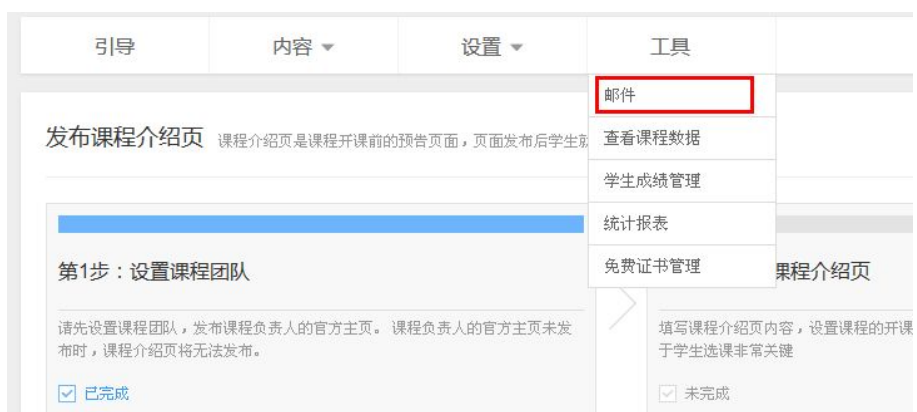 引导
内容
设置
工具
邮件
发布课程介绍页 课程介绍页是课程开课前的预告页面，页面发布后学生
查看课程数据
学生成绩管理
统计报表
免费证书管理
第1步：设置课程团队
课程介绍页
请先设置课程团队，发布课程负责人的官方主页。 课程负责人的官方主页未发
布时，课程介绍页将无法发布。
填写课程介绍页内容，设置课程的开课
于学生选课非常关键
已完成
未完成